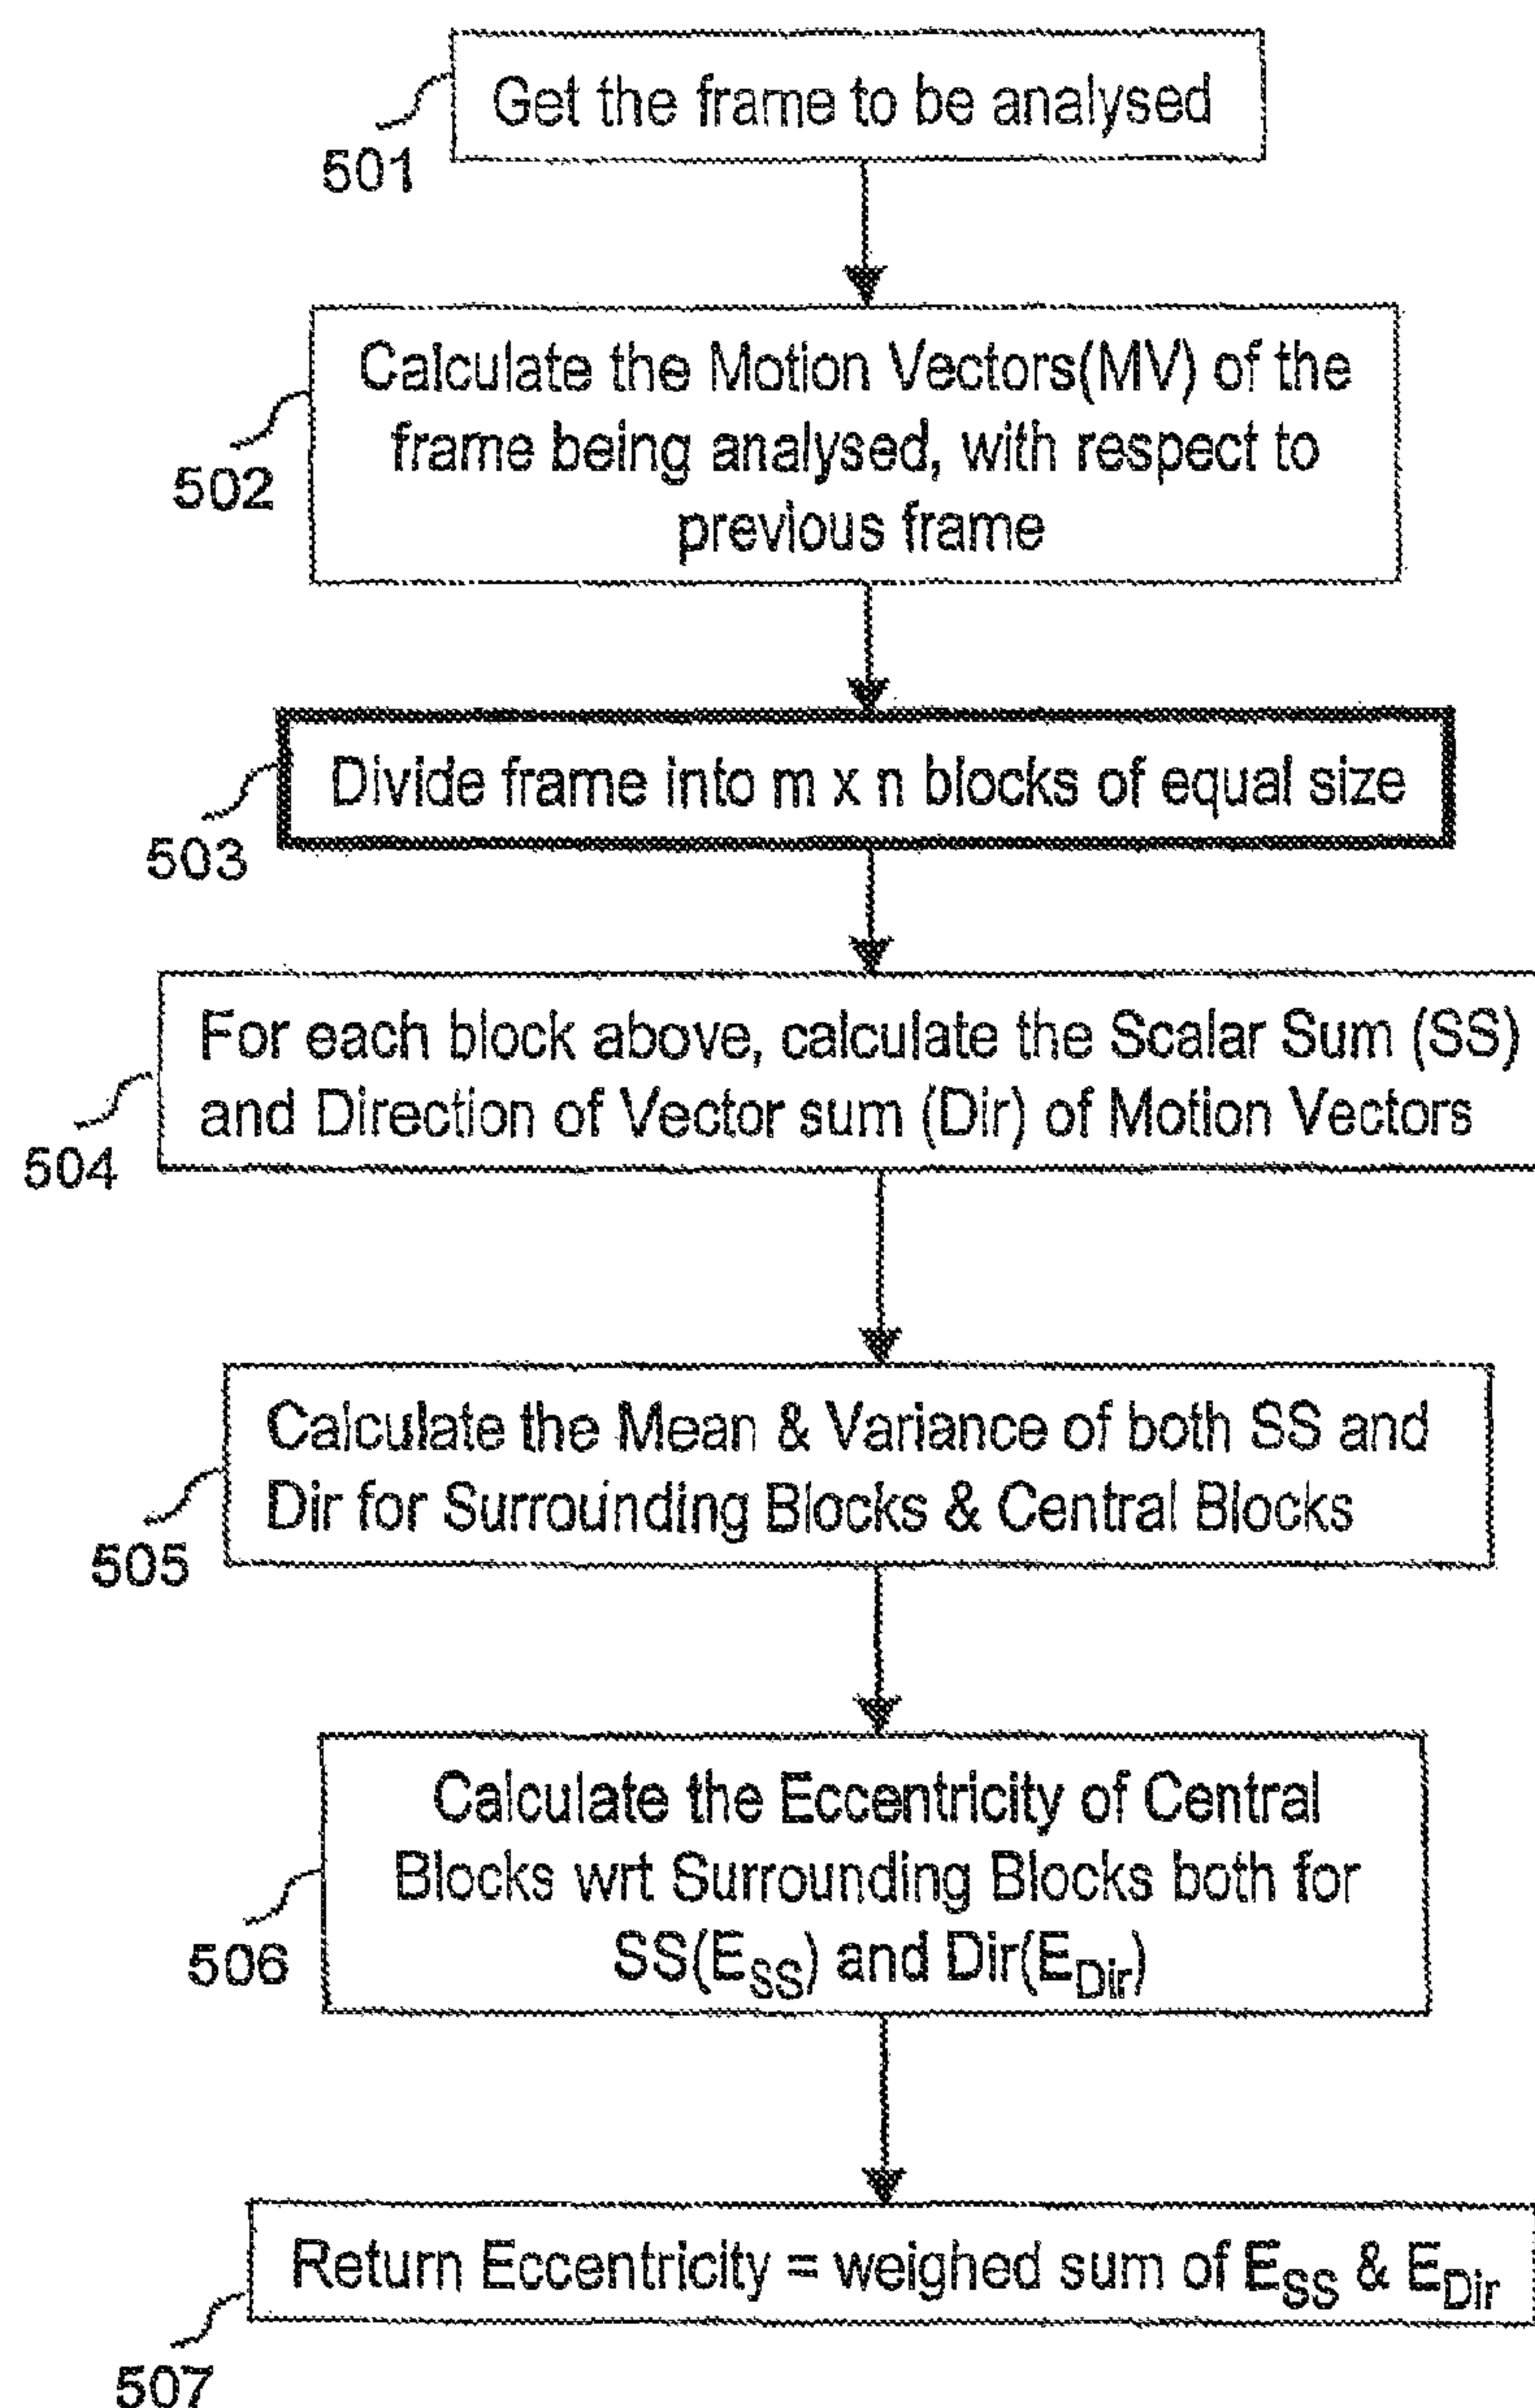 Get the frame to be analysed
501
Calculate the Motion Vectors(MV) of the
frame being analysed, with respect to
previous frame
502
Divide frame into m x n blocks of equal size
503
For each block above, calculate the Scalar Sum (SS)
and Direction of Vector sum (Dir) of Motion Vectors
504
Calculate the Mean & Variance of both SS and
Dir for Surrounding Blocks & Central Blocks
505
Calculate the Eccentricity of Central
Blocks wrt Surrounding Blocks both for
SS(E_SS) and Dir(E_Dir)
506
Return Eccentricity = weighed sum of E_SS & E_Dir
507